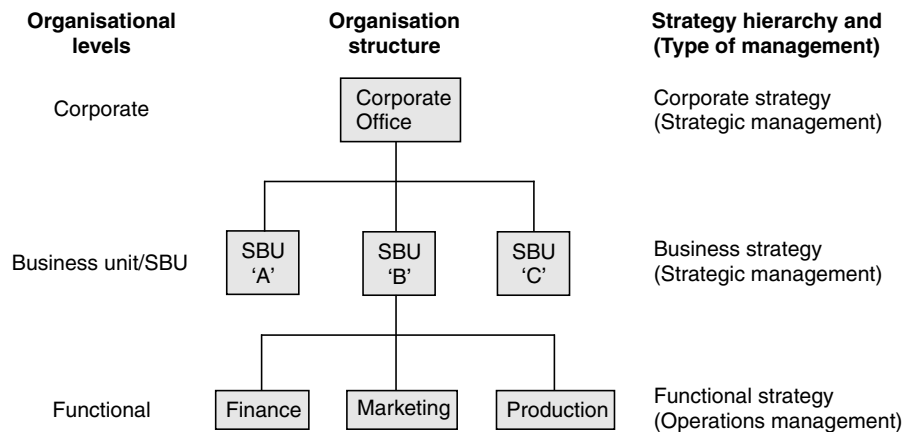 Organisational
levels
Organisation
structure
Strategy hierarchy and
(Type of management)
Corporate
Corporate
Office
Corporate strategy
(Strategic management)
Business unit/SBU
SBU
‘A’
SBU
‘B’
SBU
‘C’
Business strategy
(Strategic management)
Functional
Finance
Marketing
Production
Functional strategy
(Operations management)